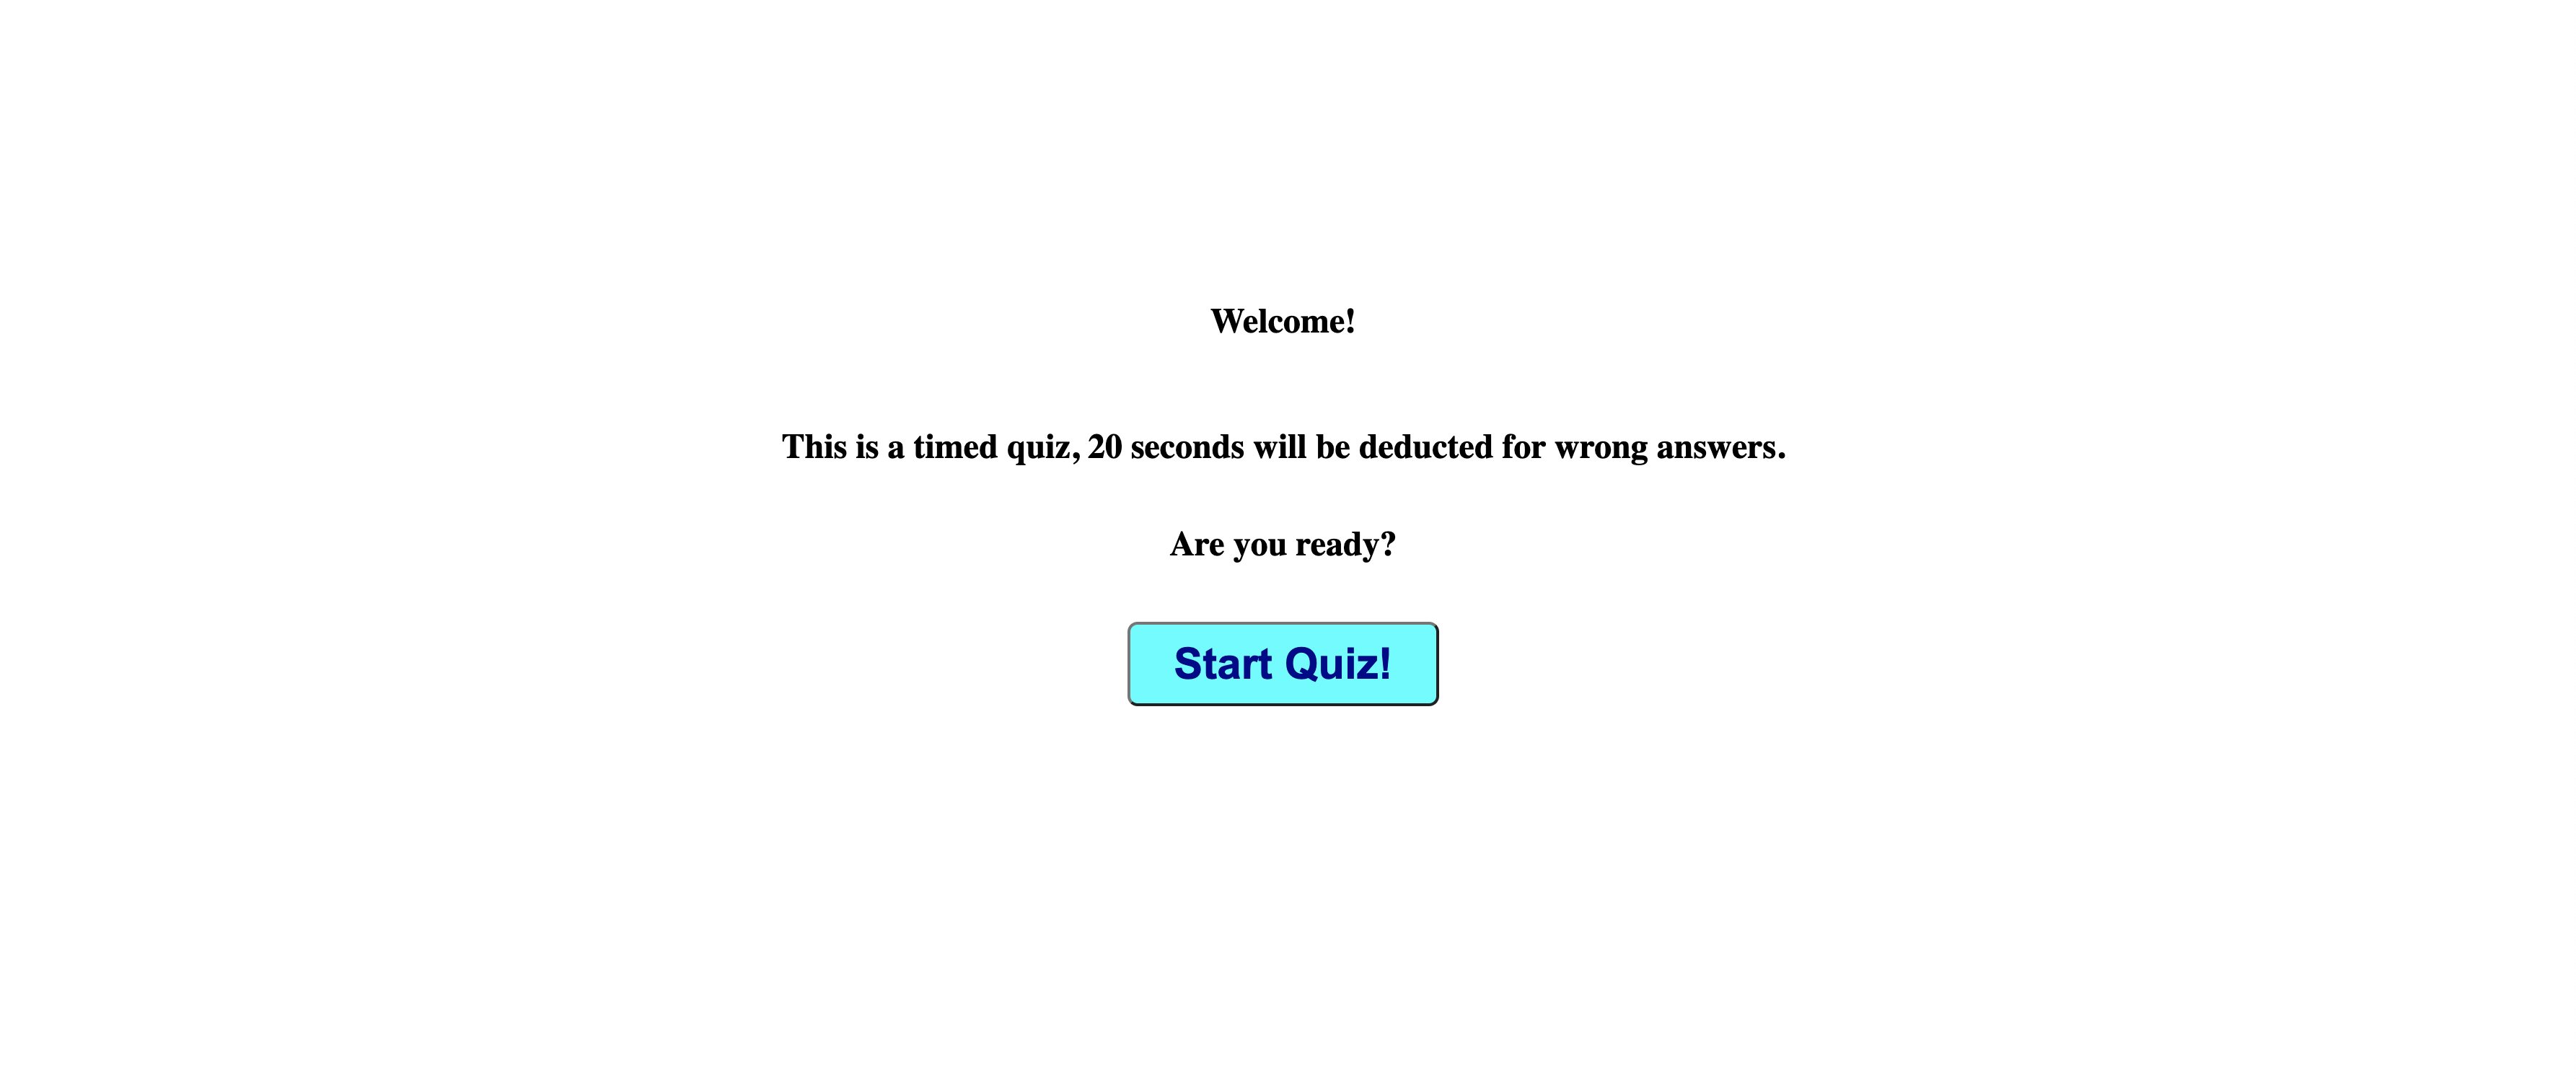 Welcome!
This is a timed quiz, 20 seconds will be deducted for wrong answers.
Are you ready?
Start Quiz!